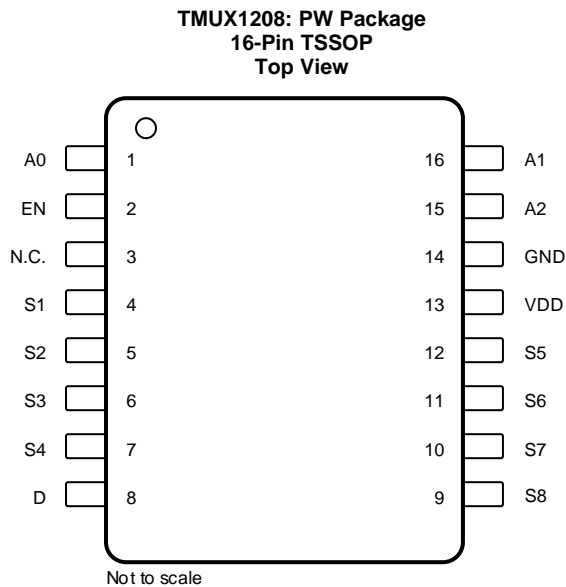 TMUX1208: PW Package
16-Pin TSSOP
Top View
A0 1 16 A1
EN 2 15 A2
N.C. 3 14 GND
S1 4 13 VDD
S2 5 12 S5
S3 6 11 S6
S4 7 10 S7
D 8 9 S8
Not to scale